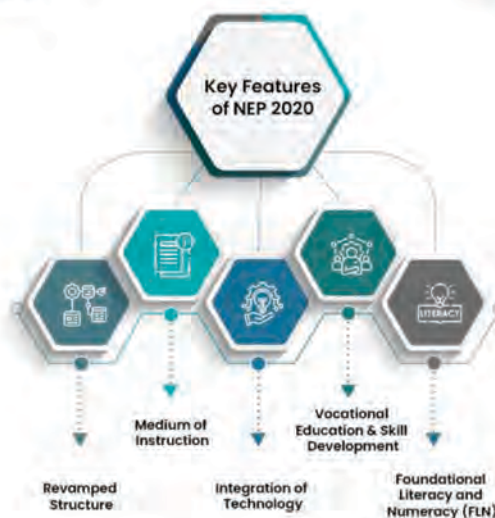 Key Features
of NEP 2020
LITERACY
Medium of
Instruction
Vocational
Education & Skill
Development
Revamped
Structure
Integration of
Technology
Foundational
Literacy and
Numeracy (FLN)